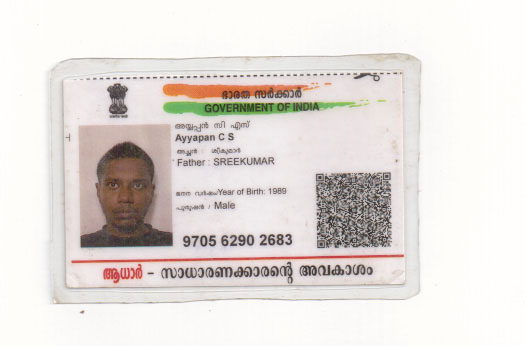 ഭാരത സർക്കാർ
GOVERNMENT OF INDIA
അയ്യപ്പൻ സി എസ്
Ayyapan C S
അച്ഛൻ : ശ്രീകുമാർ
Father : SREEKUMAR
ജനന വർഷം/Year of Birth: 1989
പുരുഷൻ / Male
9705 6290 2683
ആധാർ - സാധാരണക്കാരന്റെ അവകാശം